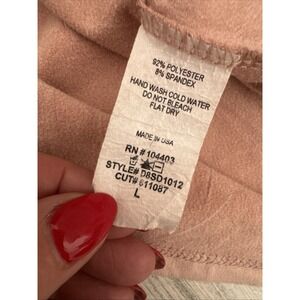 92% POLYESTER
8% SPANDEX
HAND WASH COLD WATER
DO NOT BLEACH
FLAT DRY
MADE IN USA
RN #104403
STYLE# D8SD1012
CUT# 611087
L